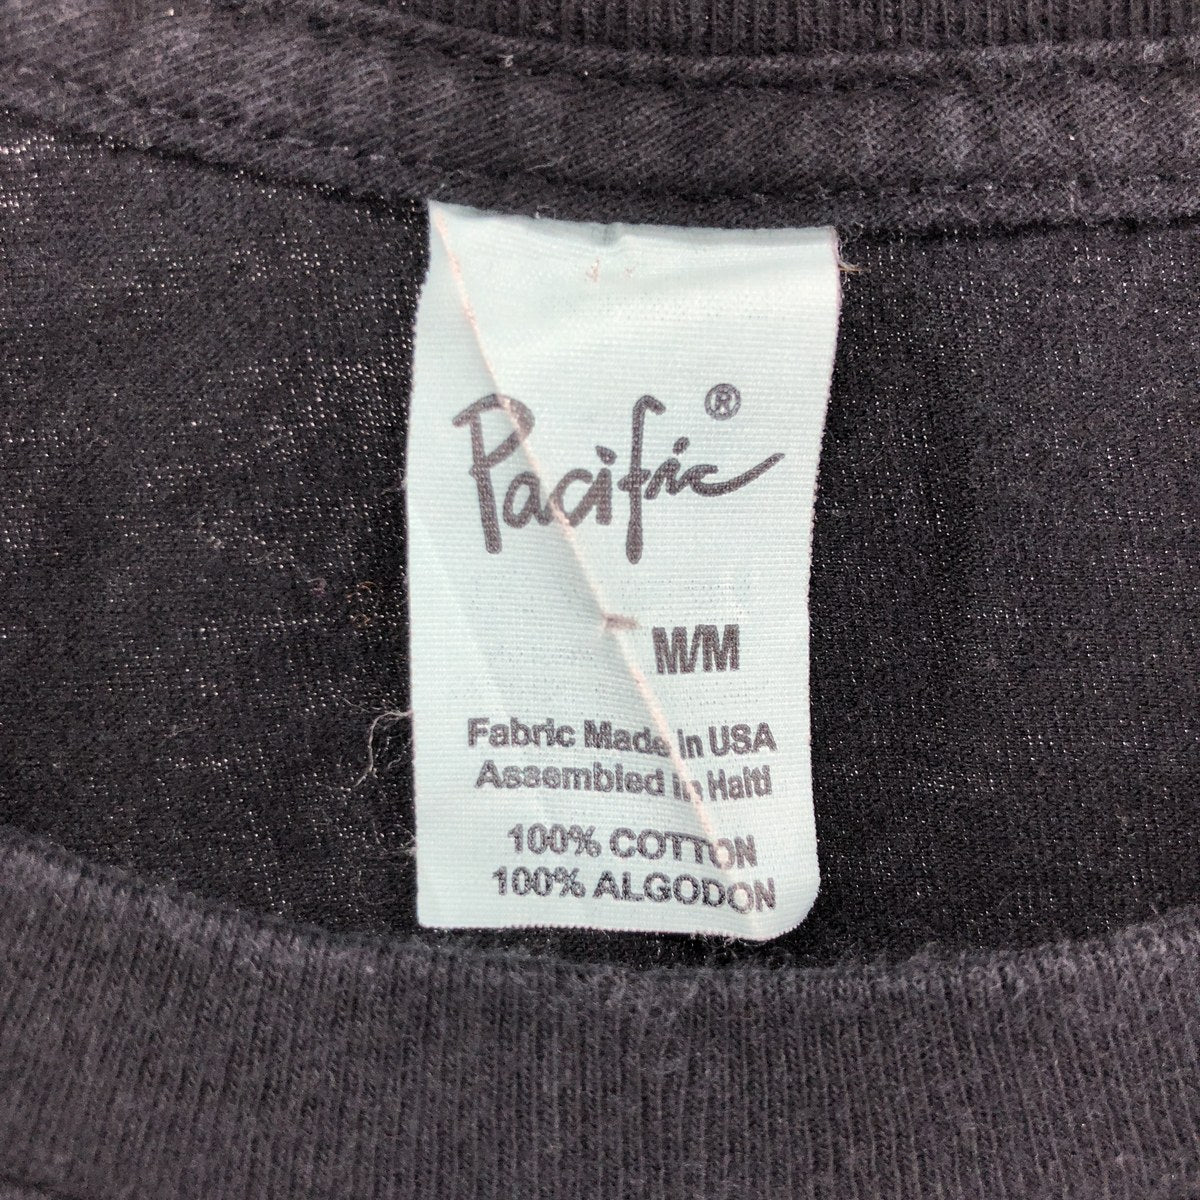 Pacific®
M/M
Fabric Made in USA
Assembled in Haiti
100% COTTON
100% ALGODON